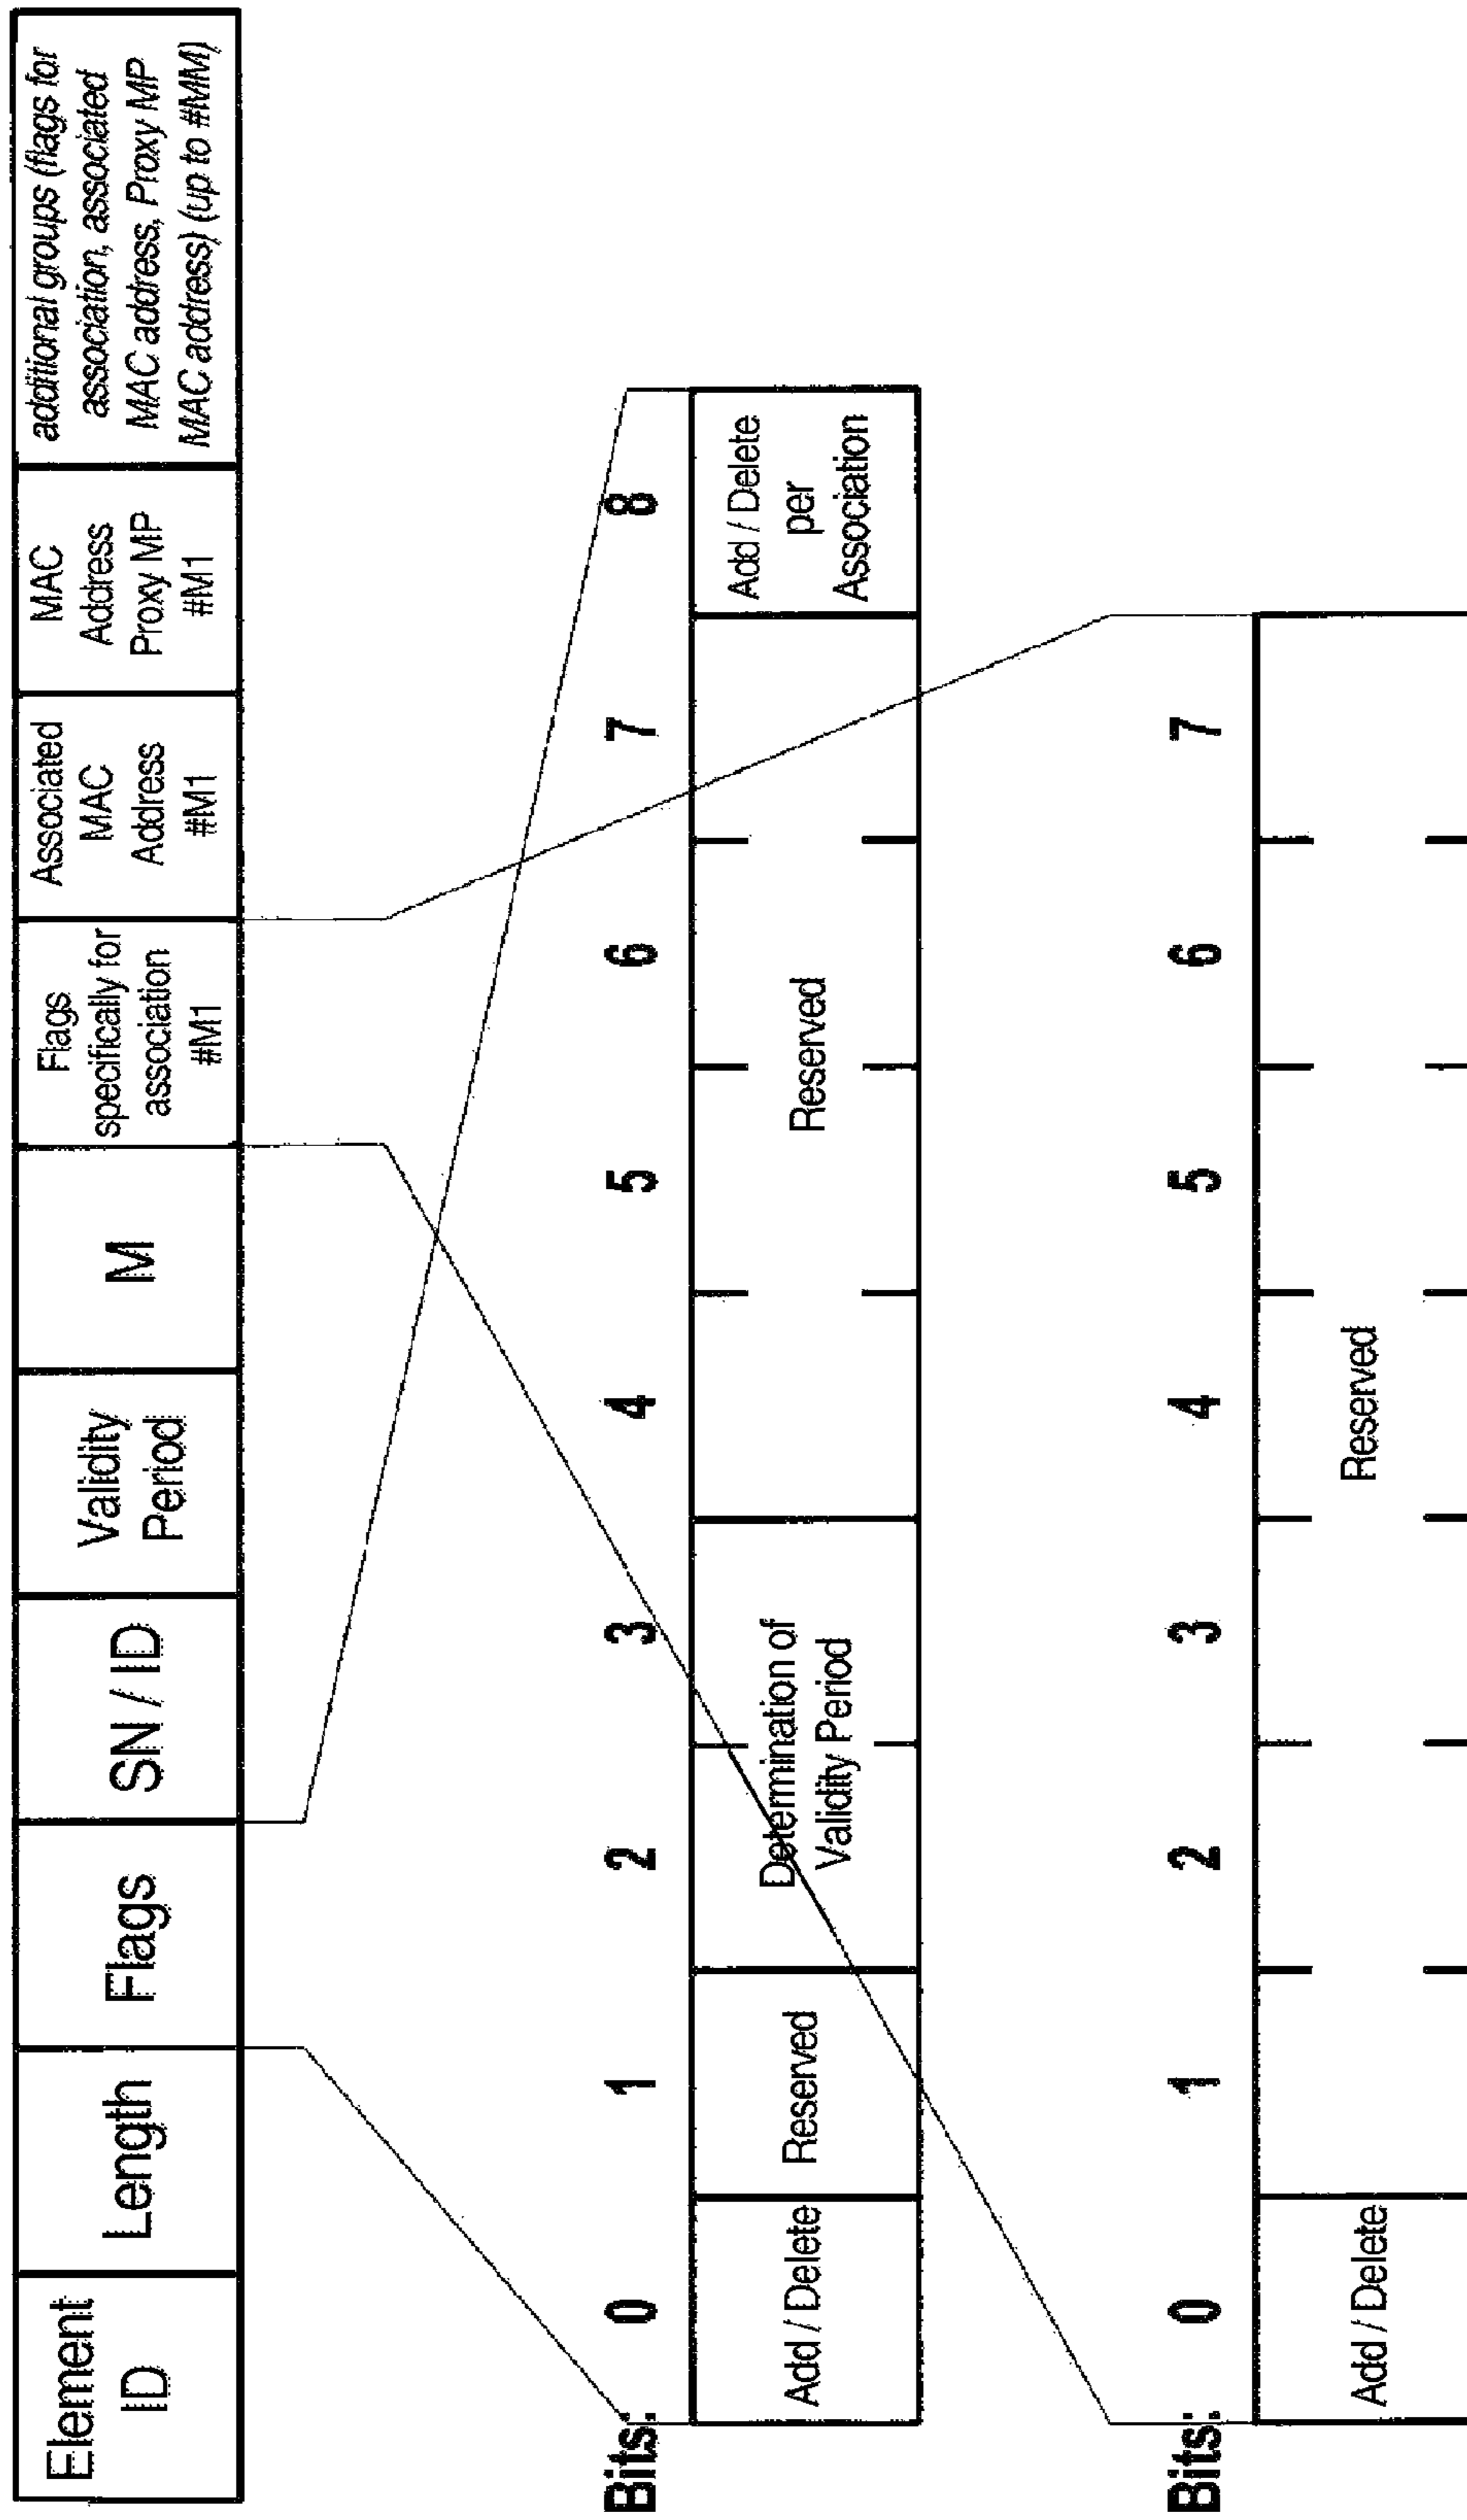 Element
ID
Length
Flags
SN / ID
Validity
Period
M
Flags
specifically for
association
#M1
Associated
MAC
Address
#M1
MAC
Address
Proxy MP
#M1
additional groups (flags for
association, associated
MAC address, Proxy MP
MAC address) (up to #MM)
Bits: 0 1 2 3 4 5 6 7 8
Add / Delete
Reserved
Determination of
Validity Period
Reserved
Add / Delete
per
Association
Bits: 0 1 2 3 4 5 6 7
Add / Delete
Reserved